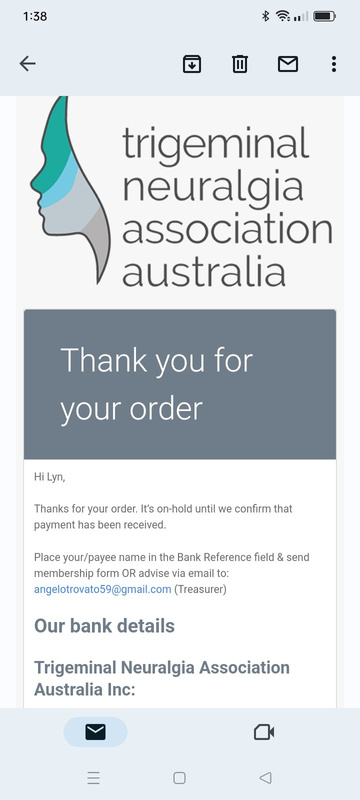 1:38
trigeminal
neuralgia
association
australia
Thank you for
your order
Hi Lyn,
Thanks for your order. It's on-hold until we confirm that
payment has been received.
Place your/payee name in the Bank Reference field & send
membership form OR advise via email to:
angelotrovato59@gmail.com (Treasurer)
Our bank details
Trigeminal Neuralgia Association
Australia Inc: